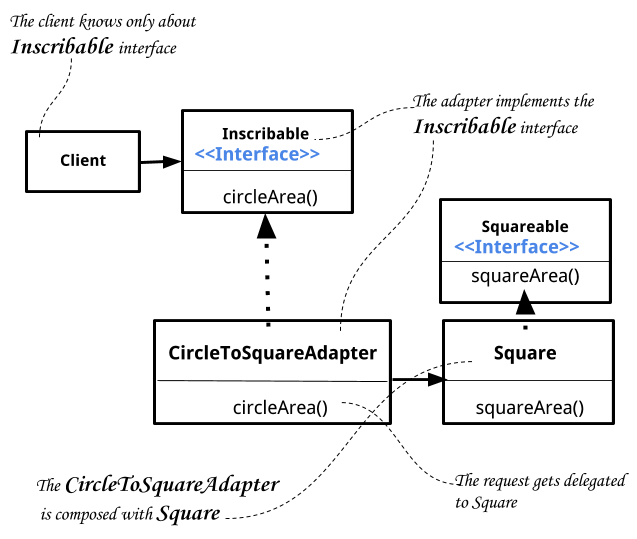 The client knows only about
Inscribable interface
The adapter implements the
Inscribable interface
Client
Inscribable
<<Interface>>
circleArea()
Squareable
<<Interface>>
squareArea()
CircleToSquareAdapter
circleArea()
Square
squareArea()
The CircleToSquareAdapter
is composed with Square
The request gets delegated
to Square